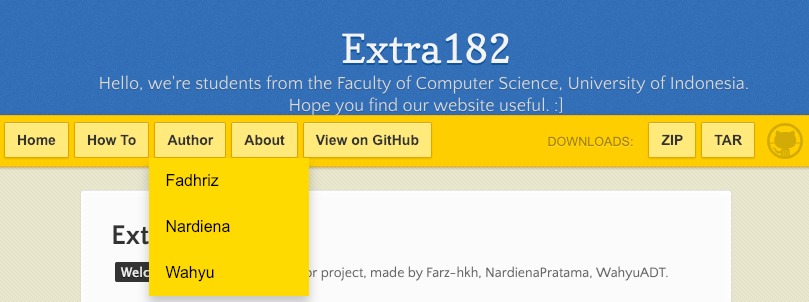 Extra182
Hello, we're students from the Faculty of Computer Science, University of Indonesia.
Hope you find our website useful. :]
Home How To Author About View on GitHub DOWNLOADS: ZIP TAR
Fadhriz
Nardiena
Wahyu
Ext
Welc or project, made by Farz-hkh, NardienaPratama, WahyuADT.